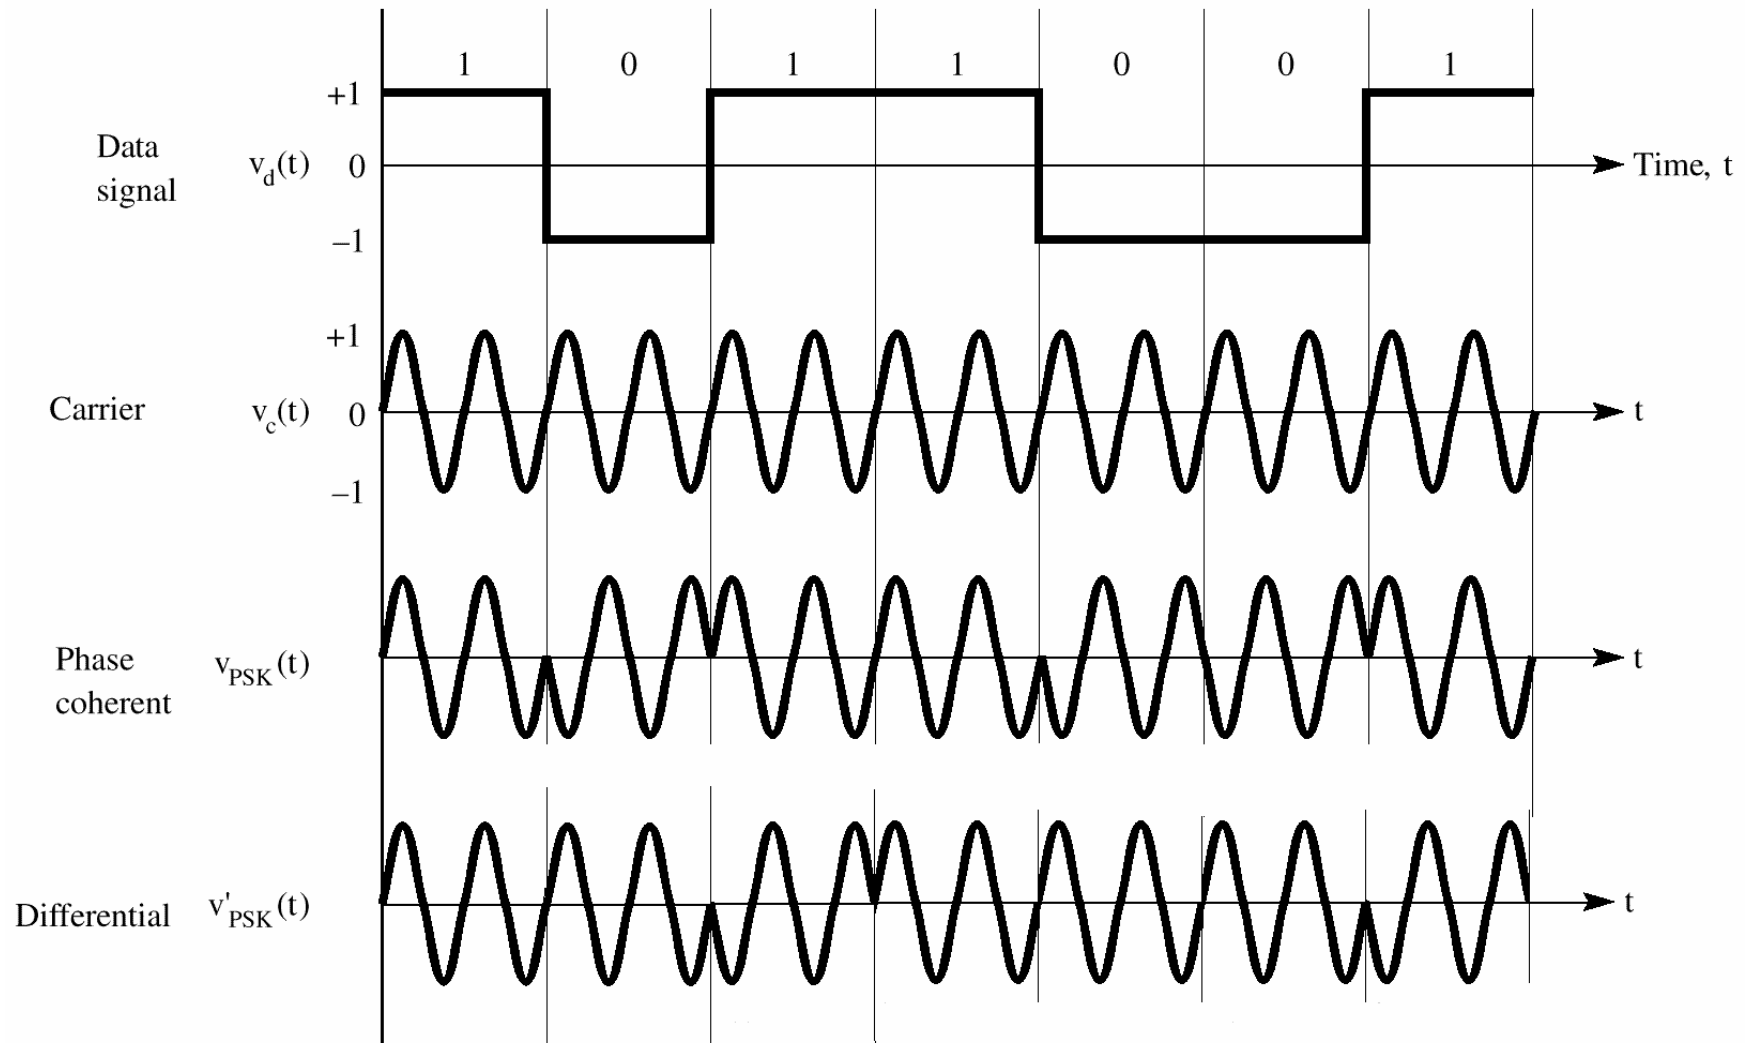 1 0 1 1 0 0 1
+1
Data
signal
v_d(t)
0
Time, t
–1
+1
Carrier
v_c(t)
0
t
–1
Phase
coherent
v_PSK(t)
t
Differential
v'_PSK(t)
t